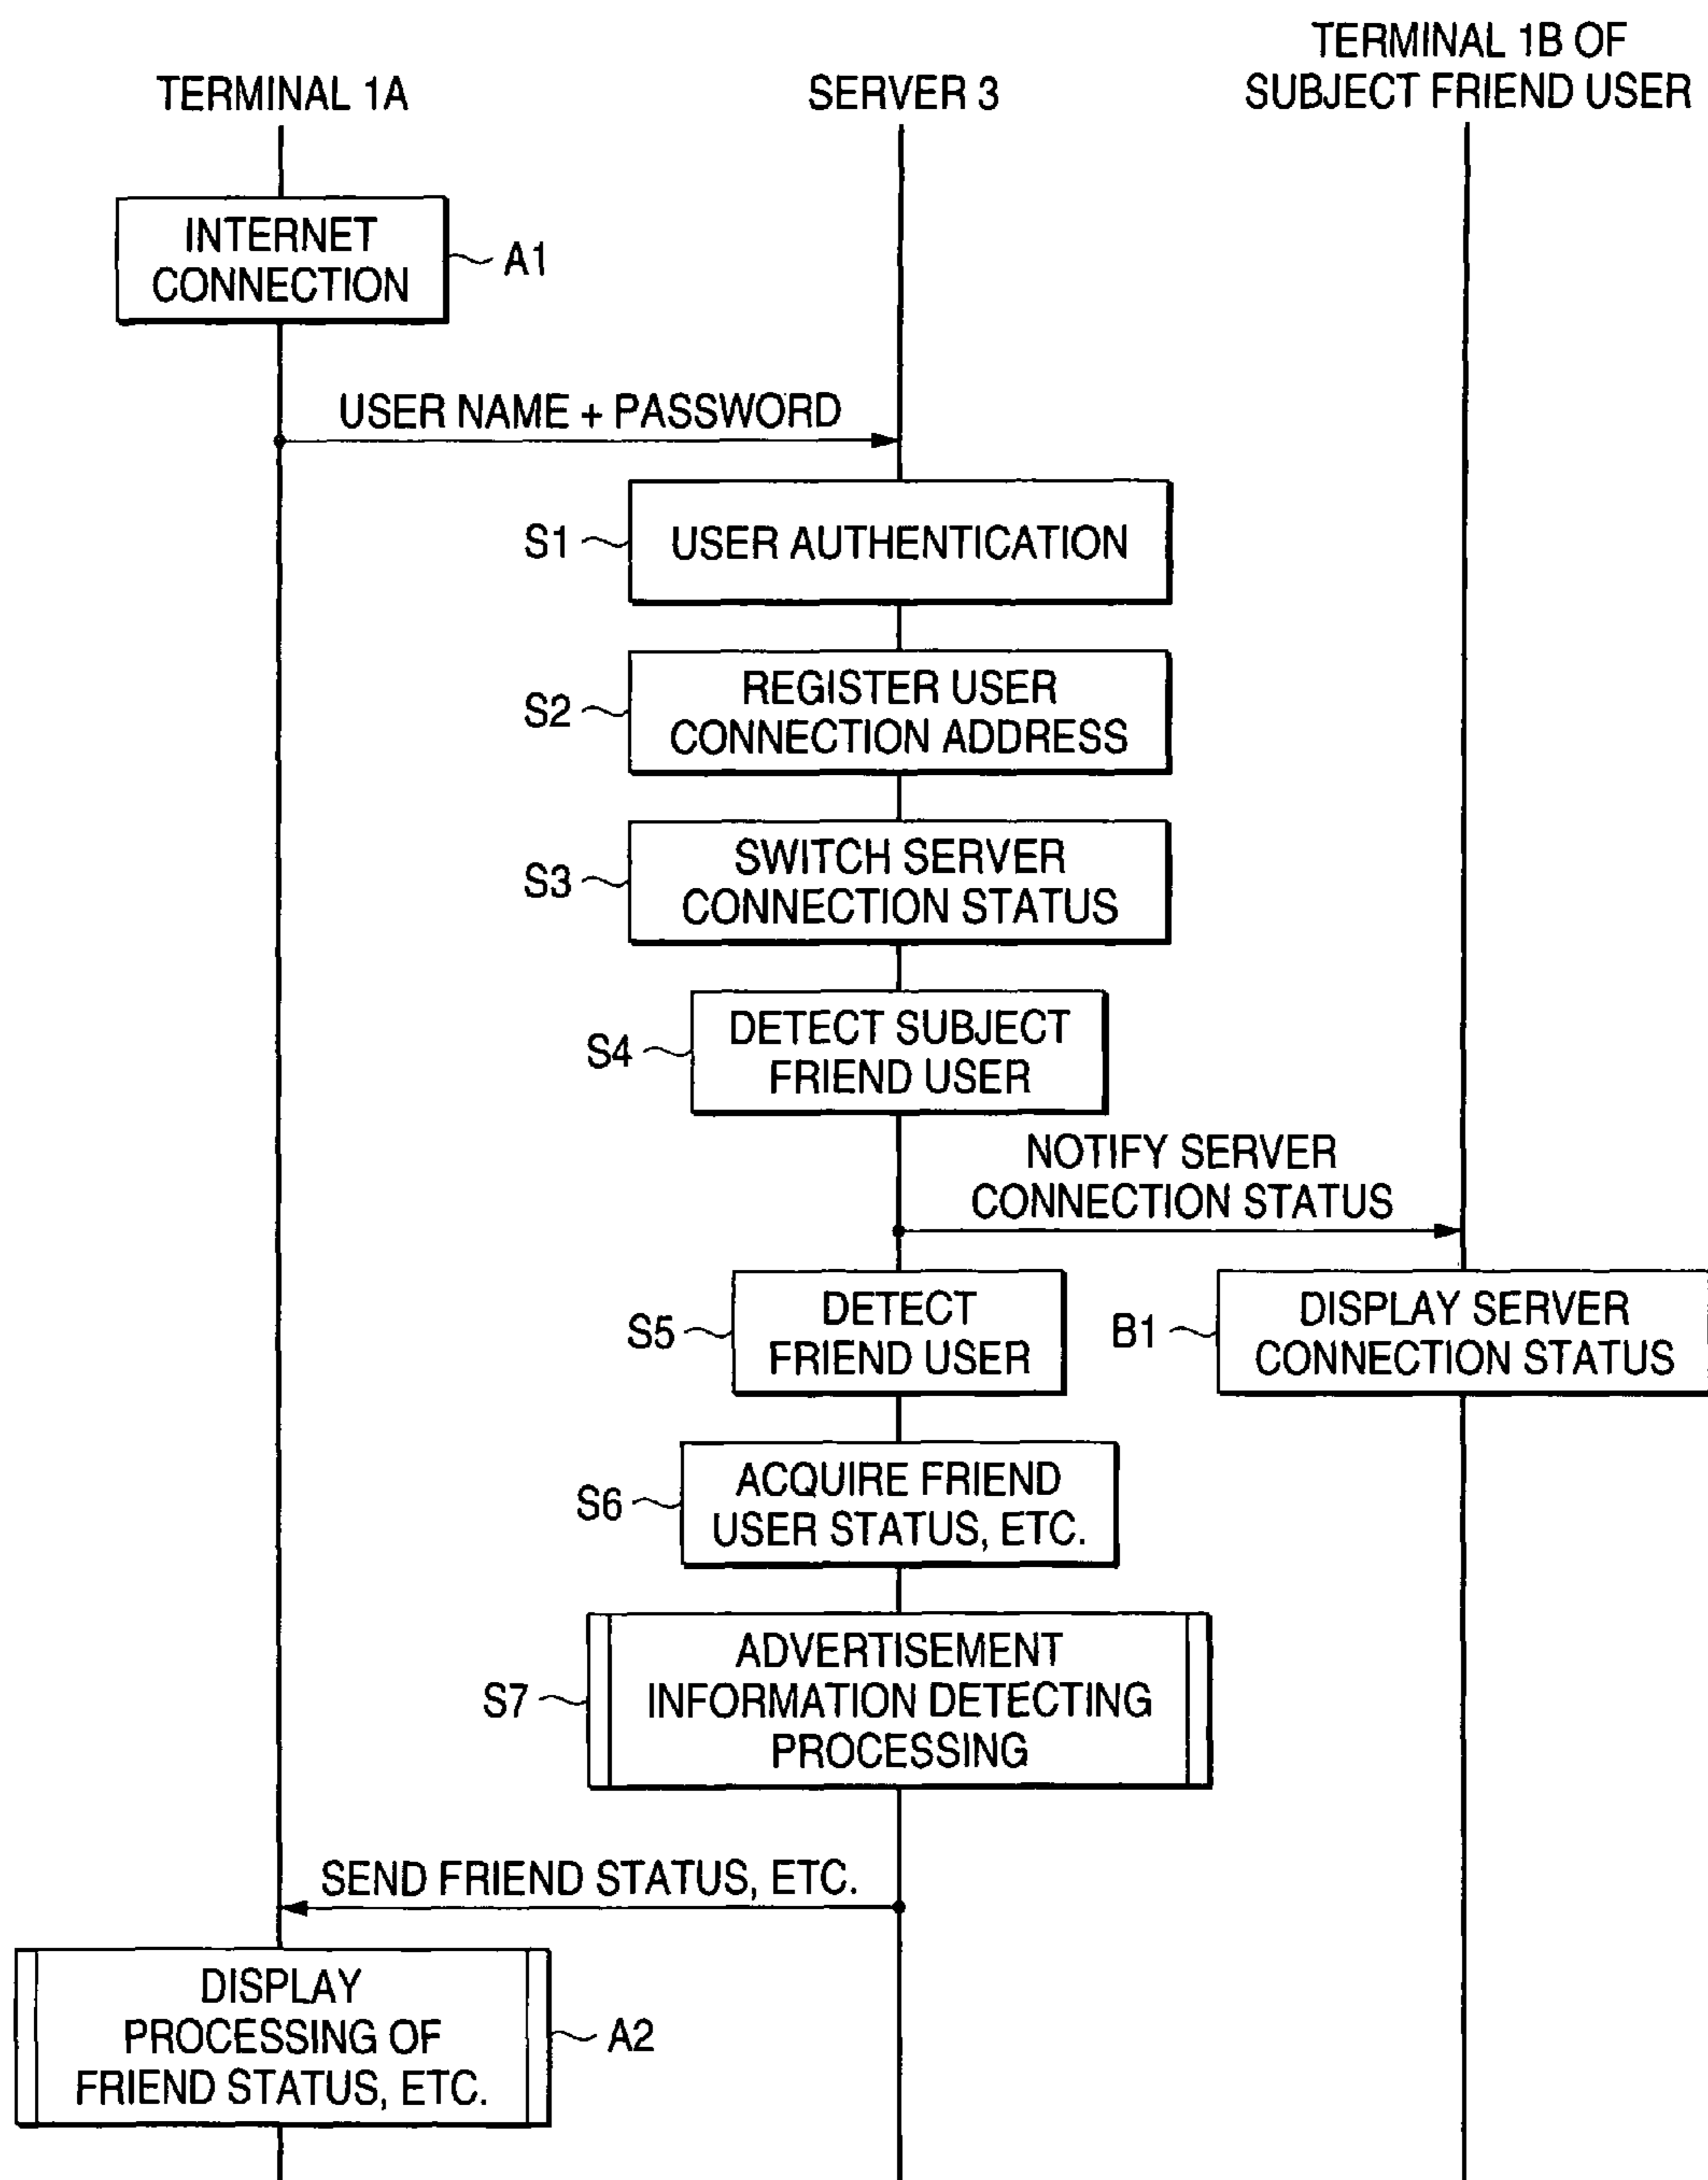 TERMINAL 1A
SERVER 3
TERMINAL 1B OF
SUBJECT FRIEND USER
INTERNET
CONNECTION
A1
USER NAME + PASSWORD
S1
USER AUTHENTICATION
S2
REGISTER USER
CONNECTION ADDRESS
S3
SWITCH SERVER
CONNECTION STATUS
S4
DETECT SUBJECT
FRIEND USER
NOTIFY SERVER
CONNECTION STATUS
S5
DETECT
FRIEND USER
B1
DISPLAY SERVER
CONNECTION STATUS
S6
ACQUIRE FRIEND
USER STATUS, ETC.
S7
ADVERTISEMENT
INFORMATION DETECTING
PROCESSING
SEND FRIEND STATUS, ETC.
DISPLAY
PROCESSING OF
FRIEND STATUS, ETC.
A2